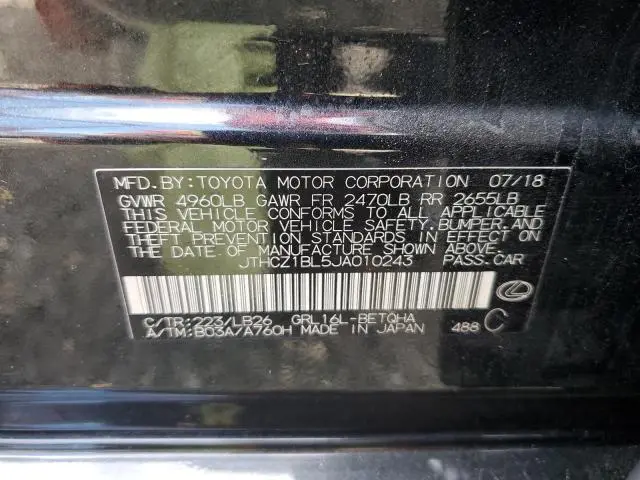 MFD. BY: TOYOTA MOTOR CORPORATION 07/18
GVWR 4960LB GAWR FR 2470LB RR 2655LB
THIS VEHICLE CONFORMS TO ALL APPLICABLE
FEDERAL MOTOR VEHICLE SAFETY, BUMPER, AND
THEFT PREVENTION STANDARDS IN EFFECT ON
THE DATE OF MANUFACTURE SHOWN ABOVE.
JTHCZ1BL5JA010243 PASS.CAR
C/TR: 223/LB26 GRL16L-BETQHA
A/TM: B03A/A760H MADE IN JAPAN 488 C